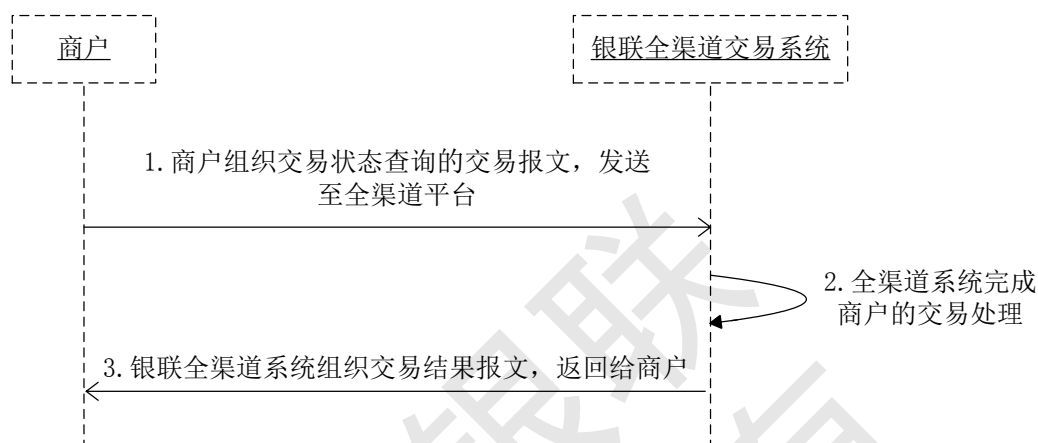 商户
银联全渠道交易系统
1.商户组织交易状态查询的交易报文，发送
至全渠道平台
2.全渠道系统完成
商户的交易处理
3.银联全渠道系统组织交易结果报文，返回给商户
银联